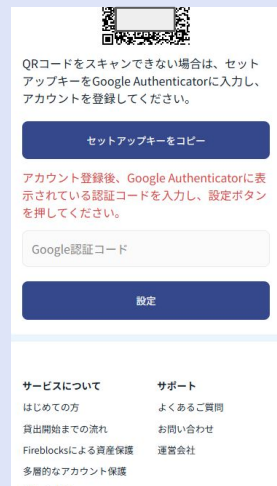 QRコードをスキャンできない場合は、セット
アップキーをGoogle Authenticatorに入力し、
アカウントを登録してください。
セットアップキーをコピー
アカウント登録後、Google Authenticatorに表
示されている認証コードを入力し、設定ボタン
を押してください。
Google認証コード
設定
サービスについて
はじめての方
貸出開始までの流れ
Fireblocksによる資産保護
多層的なアカウント保護
サポート
よくあるご質問
お問い合わせ
運営会社